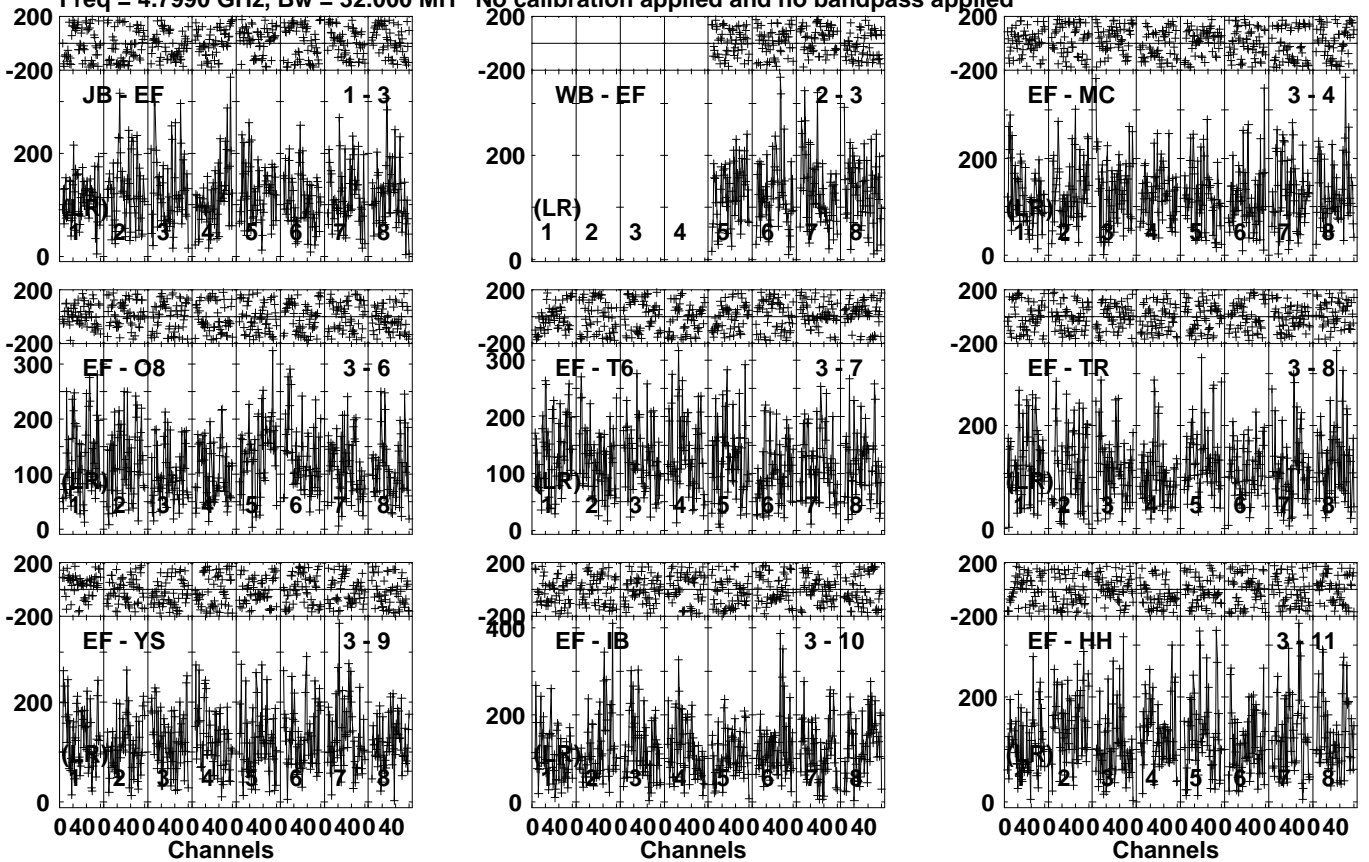 Freq = 4.7990 GHz, Bw = 32.000 MH No calibration applied and no bandpass applied
200
-200
JB - EF 1 - 3
200
(LR)
1 2 3 4 5 6 7 8
0
200
-200
WB - EF 2 - 3
200
(LR)
1 2 3 4 5 6 7 8
0
200
-200
EF - MC 3 - 4
200
(LR)
1 2 3 4 5 6 7 8
0
200
-200
EF - O8 3 - 6
300
200
100
(LR)
1 2 3 4 5 6 7 8
0
200
-200
EF - T6 3 - 7
300
200
100
(LR)
1 2 3 4 5 6 7 8
0
200
-200
EF - TR 3 - 8
200
(LR)
1 2 3 4 5 6 7 8
0
200
-200
EF - YS 3 - 9
200
(LR)
1 2 3 4 5 6 7 8
0
0 40 0 40 0 40 0 40 0 40 0 40 0 40 0 40
Channels
200
-200
400
EF - IB 3 - 10
200
(LR)
1 2 3 4 5 6 7 8
0
0 40 0 40 0 40 0 40 0 40 0 40 0 40 0 40
Channels
200
-200
EF - HH 3 - 11
200
(LR)
1 2 3 4 5 6 7 8
0
0 40 0 40 0 40 0 40 0 40 0 40 0 40 0 40
Channels